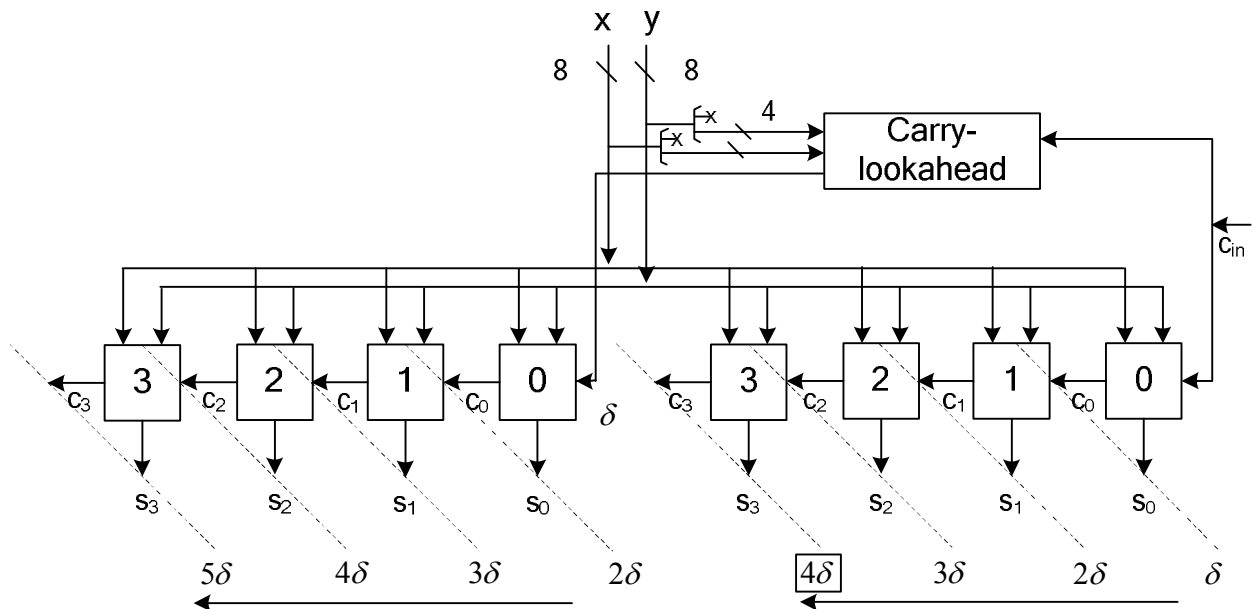 x y
8 8
x 4
x
Carry-
lookahead
c_in
3 2 1 0 3 2 1 0
c₃ c₂ c₁ c₀ δ c₃ c₂ c₁ c₀
s₃ s₂ s₁ s₀ s₃ s₂ s₁ s₀
5δ 4δ 3δ 2δ 4δ 3δ 2δ δ